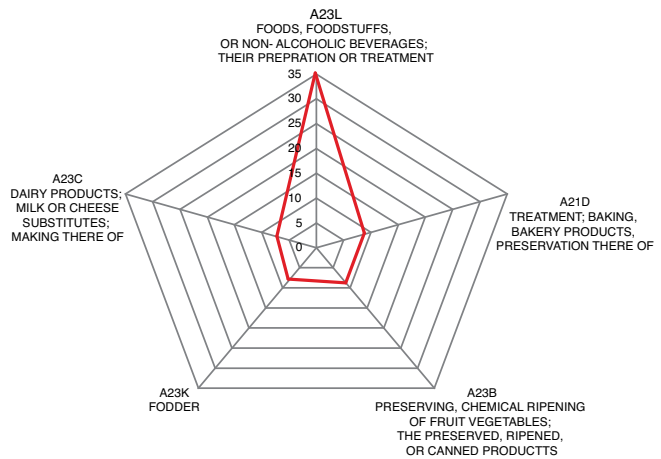 A23L
FOODS, FOODSTUFFS,
OR NON- ALCOHOLIC BEVERAGES;
THEIR PREPRATION OR TREATMENT
35
30
25
20
15
10
5
0
A23C
DAIRY PRODUCTS;
MILK OR CHEESE
SUBSTITUTES;
MAKING THERE OF
A21D
TREATMENT; BAKING,
BAKERY PRODUCTS,
PRESERVATION THERE OF
A23K
FODDER
A23B
PRESERVING, CHEMICAL RIPENING
OF FRUIT VEGETABLES;
THE PRESERVED, RIPENED,
OR CANNED PRODUCTTS